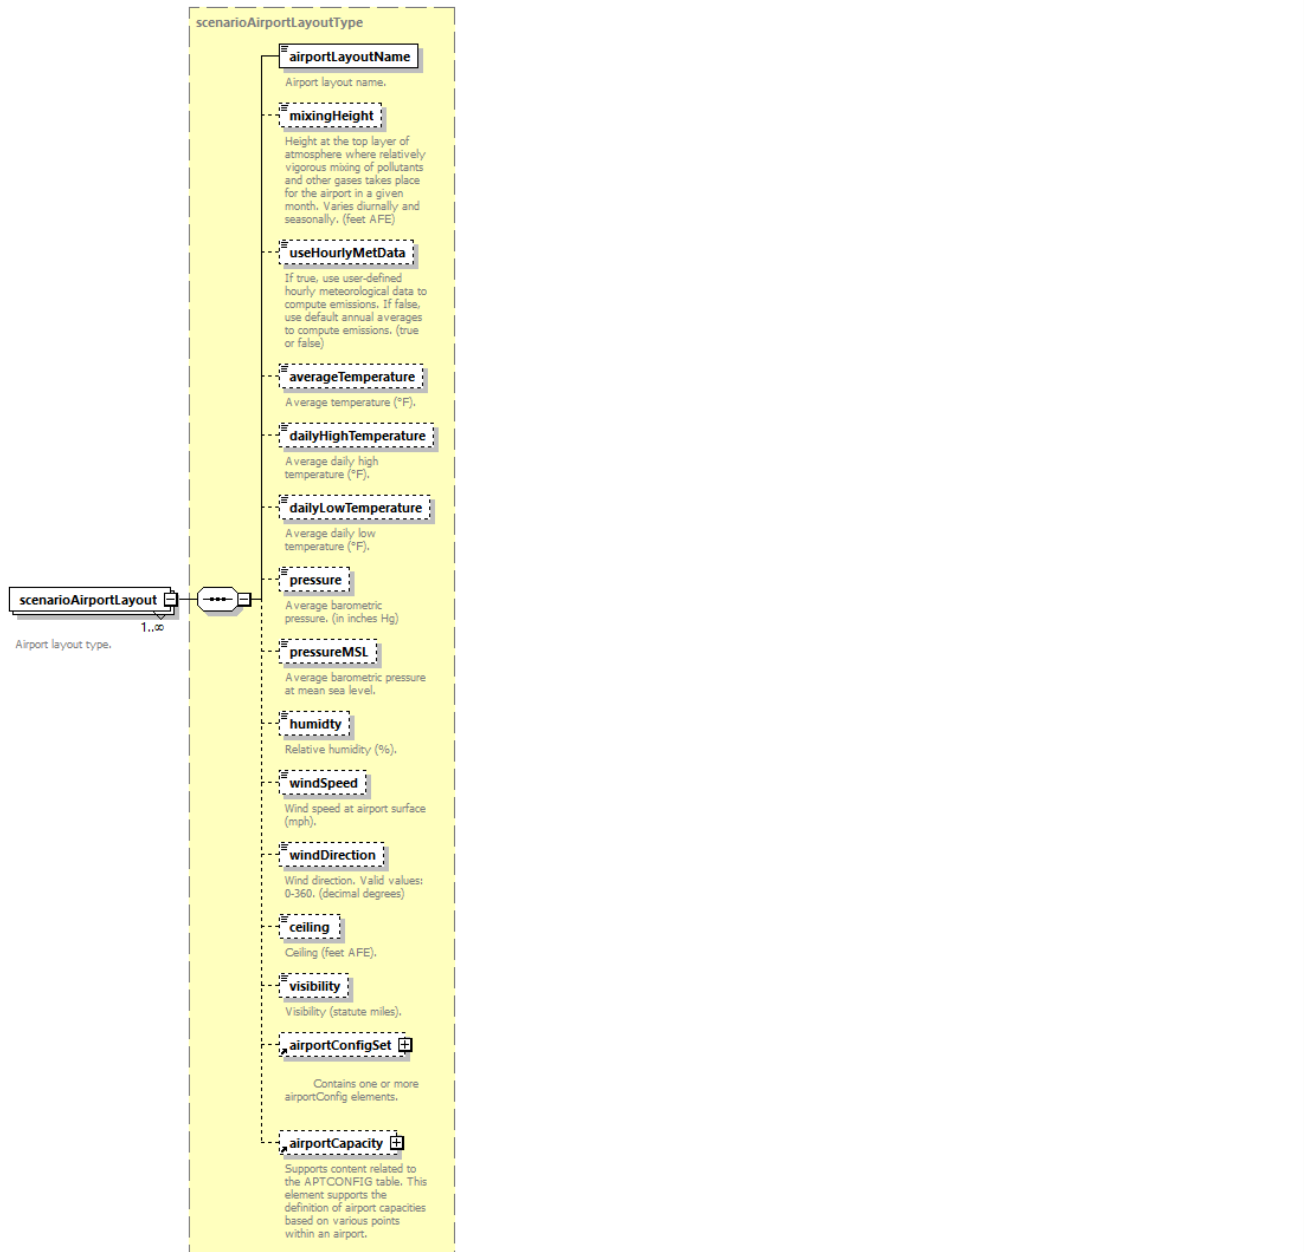 scenarioAirportLayoutType
airportLayoutName
Airport layout name.
mixingHeight
Height at the top layer of
atmosphere where relatively
vigorous mixing of pollutants
and other gases takes place
for the airport in a given
month. Varies diurnally and
seasonally. (feet AFE)
useHourlyMetData
If true, use user-defined
hourly meteorological data to
compute emissions. If false,
use default annual averages
to compute emissions. (true
or false)
averageTemperature
Average temperature (°F).
dailyHighTemperature
Average daily high
temperature (°F).
dailyLowTemperature
Average daily low
temperature (°F).
pressure
Average barometric
pressure. (in inches Hg)
scenarioAirportLayout
1..∞
Airport layout type.
pressureMSL
Average barometric pressure
at mean sea level.
humidty
Relative humidity (%).
windSpeed
Wind speed at airport surface
(mph).
windDirection
Wind direction. Valid values:
0-360. (decimal degrees)
ceiling
Ceiling (feet AFE).
visibility
Visibility (statute miles).
airportConfigSet
Contains one or more
airportConfig elements.
airportCapacity
Supports content related to
the APTCONFIG table. This
element supports the
definition of airport capacities
based on various points
within an airport.